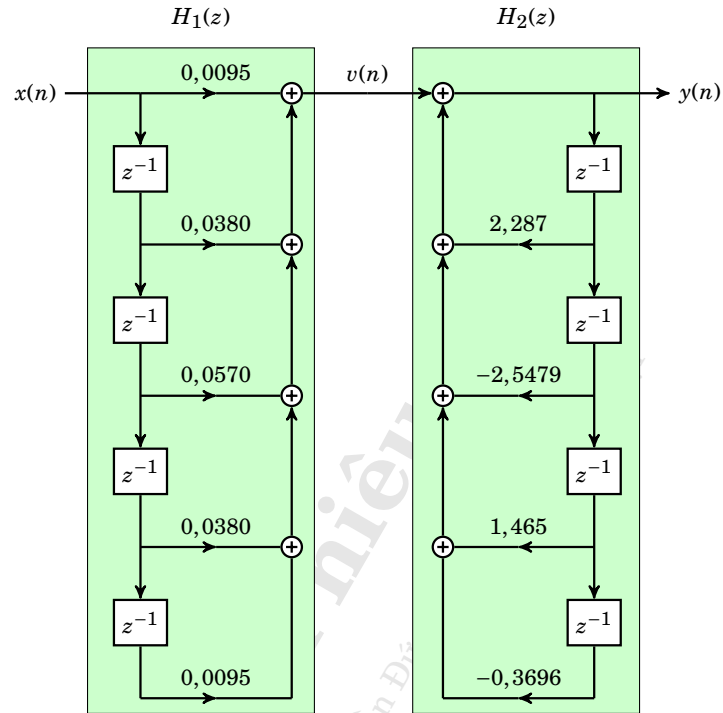 H₁(z) H₂(z)
x(n) 0,0095 v(n) y(n)
z⁻¹ z⁻¹
0,0380 2,287
z⁻¹ z⁻¹
0,0570 −2,5479
z⁻¹ z⁻¹
0,0380 1,465
z⁻¹ z⁻¹
0,0095 −0,3696